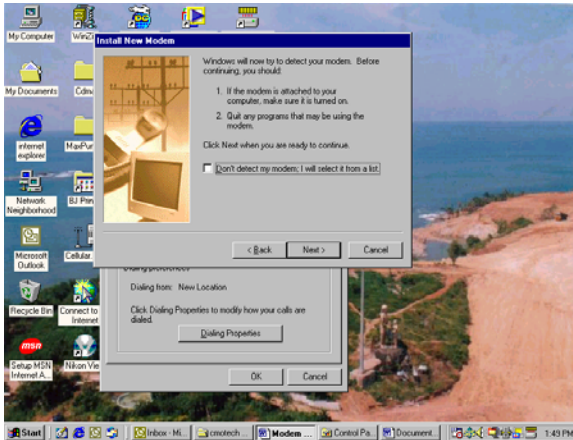 My Computer
WinZi
My Documents
Cdma
internet
explorer
MaxPur
Network
Neighborhood
BJ Prin
Microsoft
Outlook
Cellular
Recycle Bin
Connect to
Internet
Setup MSN
Internet A...
Nikon Vie
msn
Install New Modem
Windows will now try to detect your modem. Before
continuing, you should:
1. If the modem is attached to your
computer, make sure it is turned on.
2. Quit any programs that may be using the
modem.
Click Next when you are ready to continue.
Don't detect my modem; I will select it from a list.
< Back
Next >
Cancel
Dialing preferences
Dialing from: New Location
Click Dialing Properties to modify how your calls are
dialed.
Dialing Properties
OK
Cancel
Start
Inbox - Mi...
cmotech ...
Modem ...
Control Pa...
Document...
1:49 PM